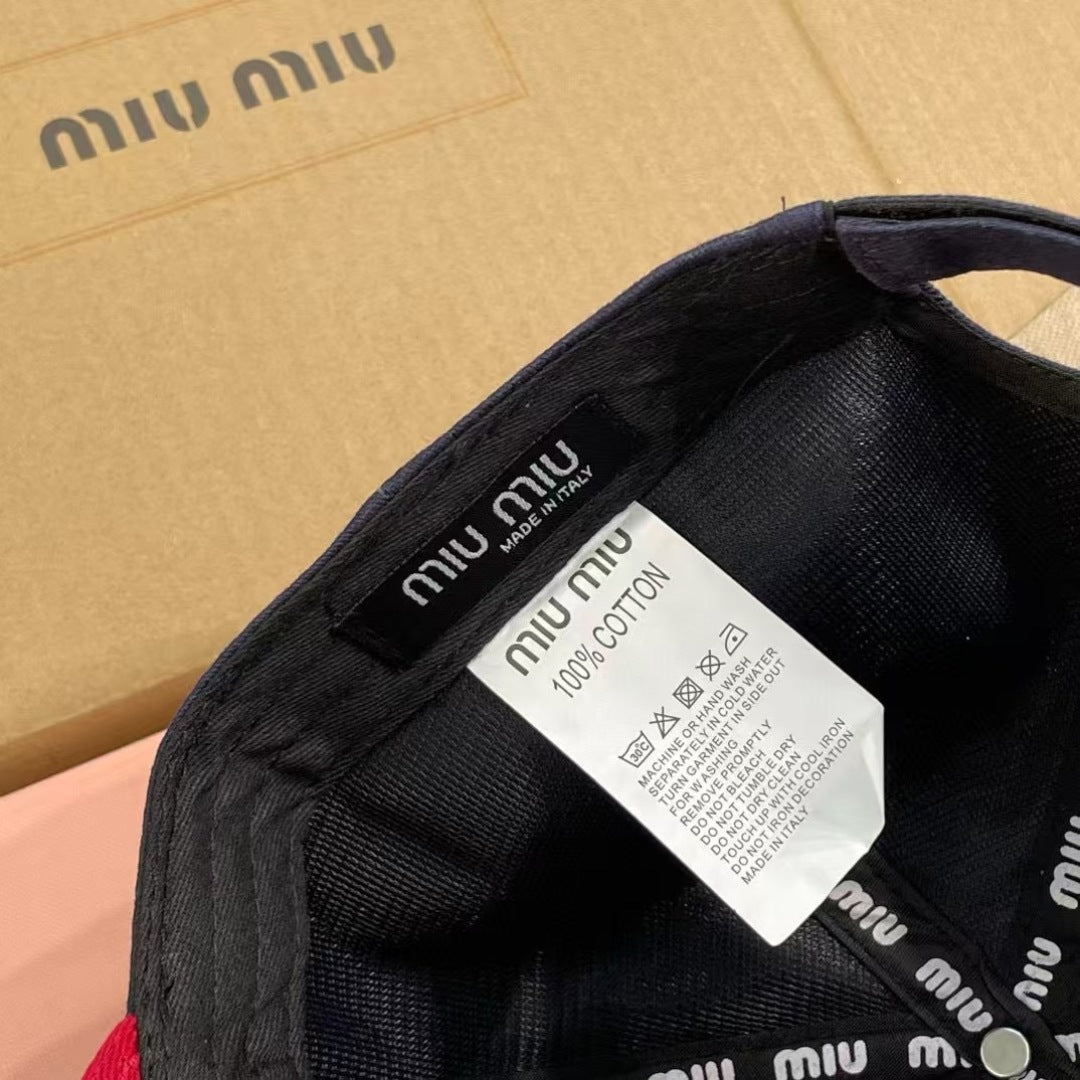 MIU MIU
MIU MIU
MADE IN ITALY
MIU MIU
100% COTTON
30°C
MACHINE OR HAND WASH
SEPARATELY IN COLD WATER
TURN GARMENT IN SIDE OUT
FOR WASHING
REMOVE PROMPTLY
DO NOT BLEACH
DO NOT TUMBLE DRY
DO NOT DRY CLEAN
TOUCH UP WITH COOL IRON
DO NOT IRON DECORATION
MADE IN ITALY
MIU
MIU
MIU
MIU
MIU
MIU